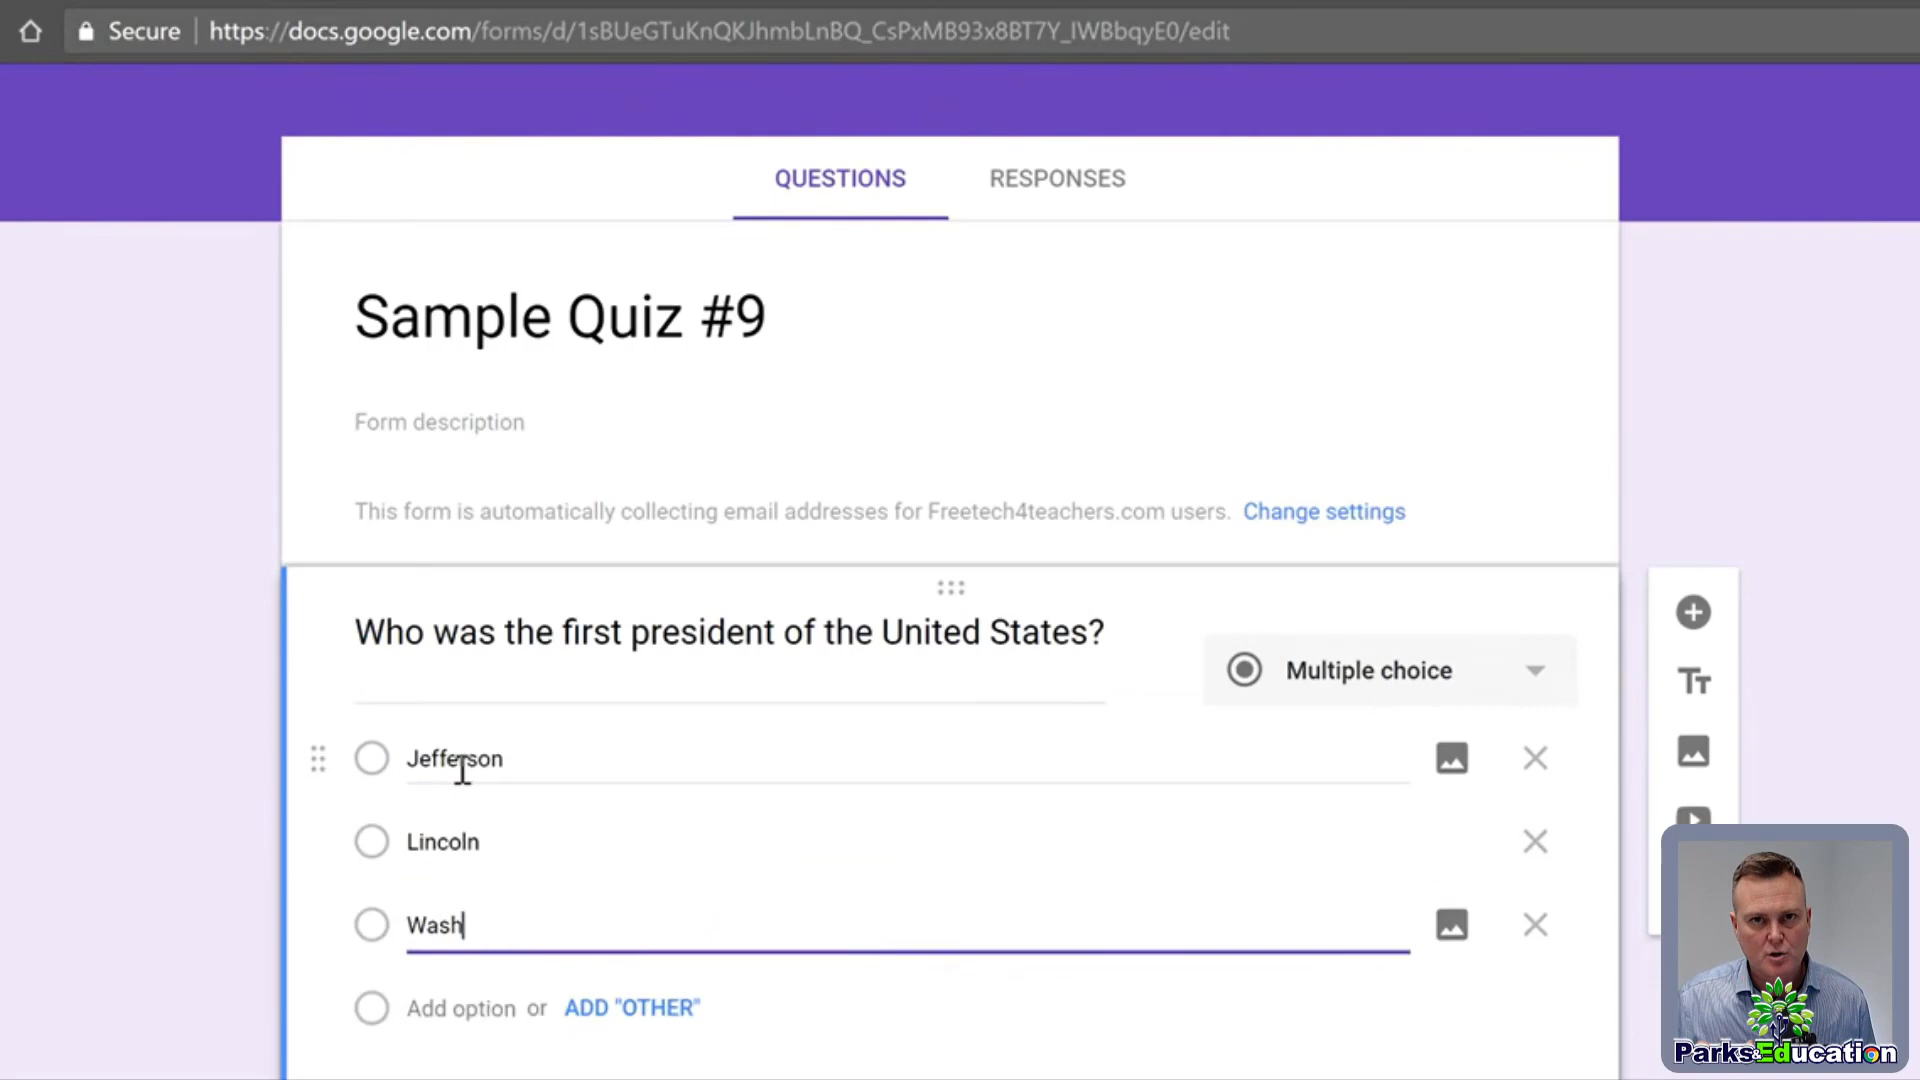 Secure | https://docs.google.com/forms/d/1sBUeGTuKnQKJhmbLnBQ_CsPxMB93x8BT7Y_IWBbqyE0/edit
QUESTIONS RESPONSES
Sample Quiz #9
Form description
This form is automatically collecting email addresses for Freetech4teachers.com users. Change settings
Who was the first president of the United States?
Multiple choice
Jefferson
Lincoln
Wash
Add option or ADD "OTHER"
Tт
Parks&Education